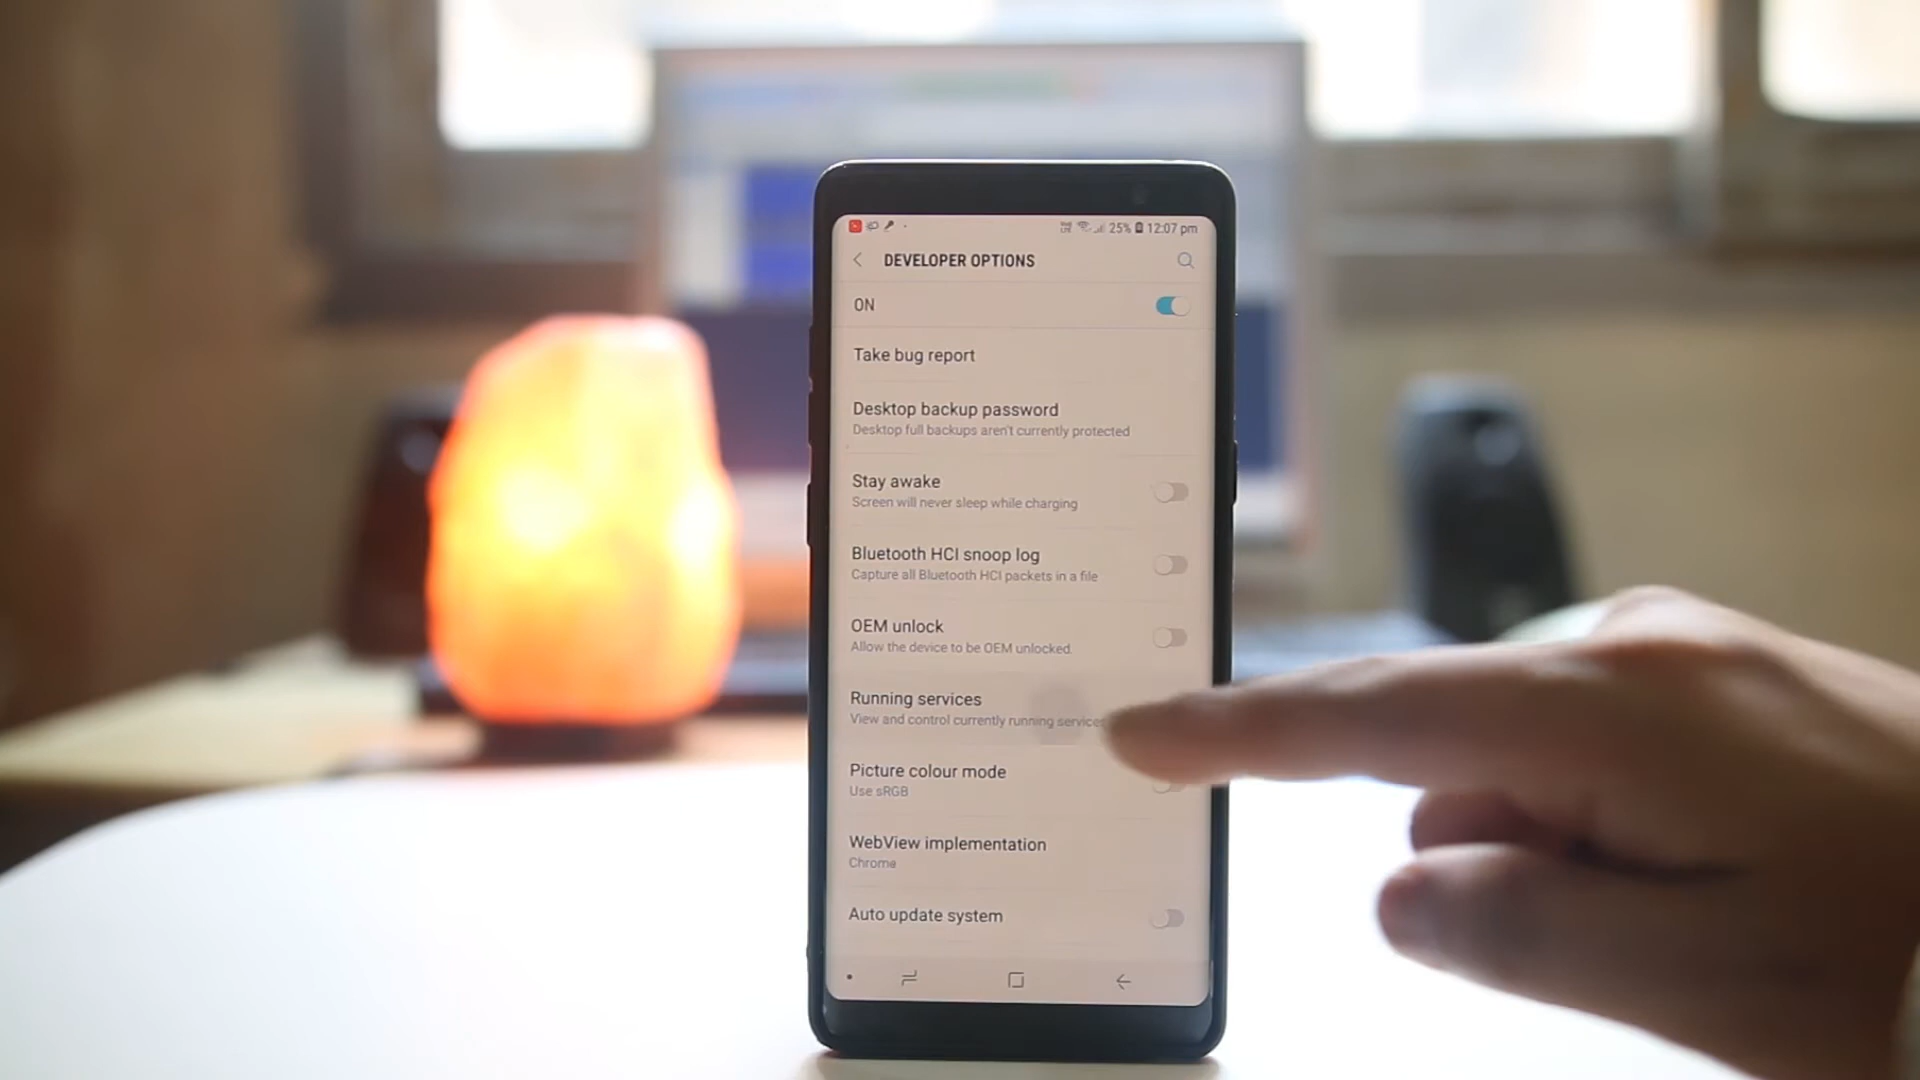 25% 12:07 pm
DEVELOPER OPTIONS
ON
Take bug report
Desktop backup password
Desktop full backups aren't currently protected
Stay awake
Screen will never sleep while charging
Bluetooth HCI snoop log
Capture all Bluetooth HCI packets in a file
OEM unlock
Allow the device to be OEM unlocked.
Running services
View and control currently running services
Picture colour mode
Use sRGB
WebView implementation
Chrome
Auto update system